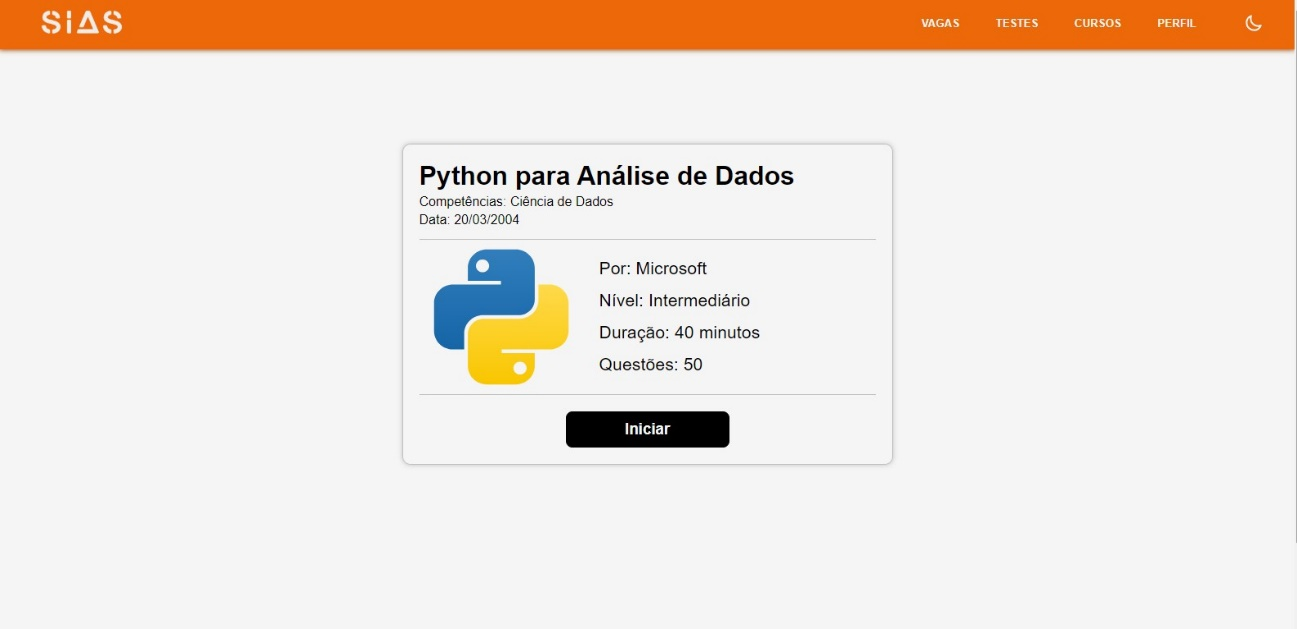 SIAS
VAGAS TESTES CURSOS PERFIL
Python para Análise de Dados
Competências: Ciência de Dados
Data: 20/03/2004
Por: Microsoft
Nível: Intermediário
Duração: 40 minutos
Questões: 50
Iniciar